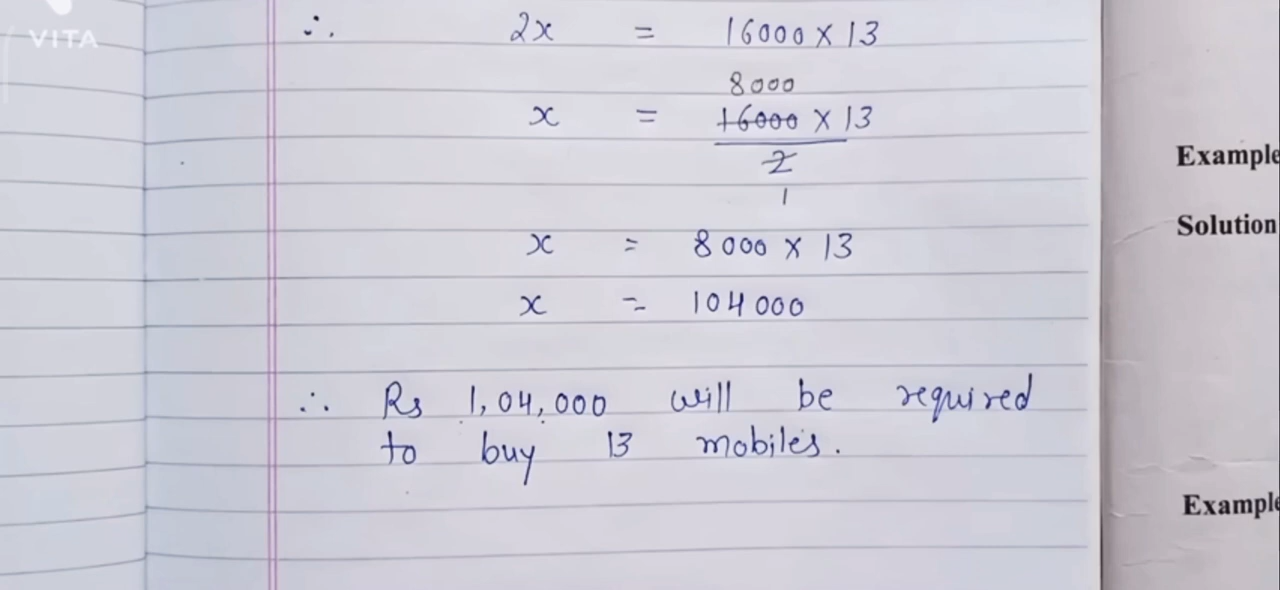 VITA
∴ 2x = 16000 × 13
8000
x = 16000 × 13
2
1
x = 8000 × 13
x = 104000
∴ Rs 1,04,000 will be required
to buy 13 mobiles.
Example
Solution
Example